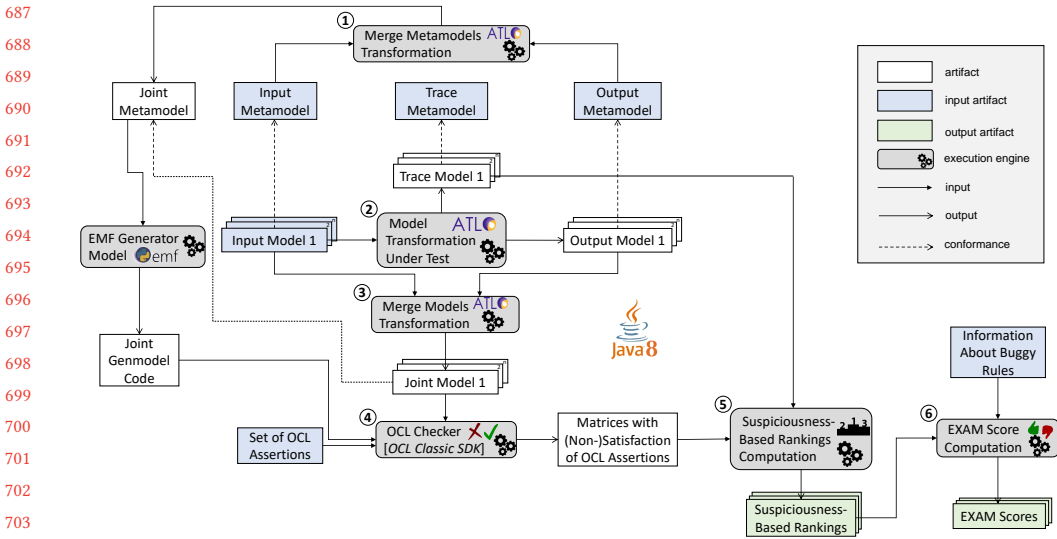 687
688
689
690
691
692
693
694
695
696
697
698
699
700
701
702
703
1
Merge Metamodels
Transformation
ATL
Joint
Metamodel
Input
Metamodel
Trace
Metamodel
Output
Metamodel
artifact
input artifact
output artifact
execution engine
input
output
conformance
Trace Model 1
2
n
2
Model
Transformation
Under Test
ATL
Input Model 1
2
n
Output Model 1
2
n
EMF Generator
Model
emf
3
Merge Models
Transformation
ATL
Java 8
Joint
Genmodel
Code
Joint Model 1
2
n
Information
About Buggy
Rules
4
OCL Checker
[OCL Classic SDK]
Set of OCL
Assertions
Matrices with
(Non-)Satisfaction
of OCL Assertions
5
Suspiciousness-
Based Rankings
Computation
2 1 3
6
EXAM Score
Computation
Suspiciousness-
Based Rankings
EXAM Scores